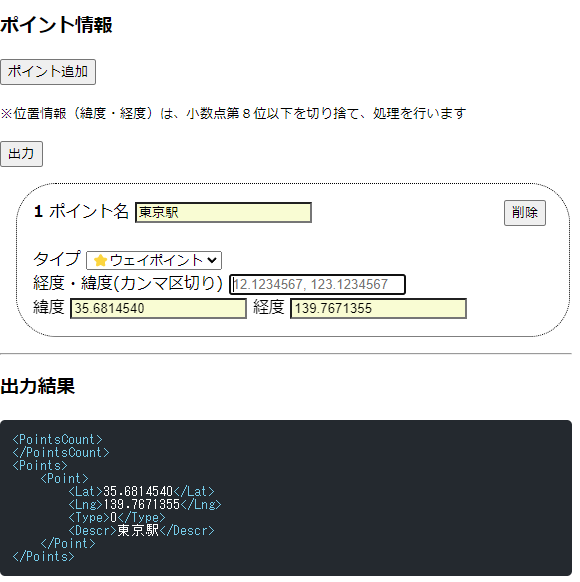 ポイント情報
ポイント追加
※位置情報（緯度・経度）は、小数点第８位以下を切り捨て、処理を行います
出力
1 ポイント名 東京駅 削除
タイプ ⭐ウェイポイント
経度・緯度(カンマ区切り) 12.1234567, 123.1234567
緯度 35.6814540 経度 139.7671355
出力結果
<PointsCount>
</PointsCount>
<Points>
<Point>
<Lat>35.6814540</Lat>
<Lng>139.7671355</Lng>
<Type>0</Type>
<Descr>東京駅</Descr>
</Point>
</Points>